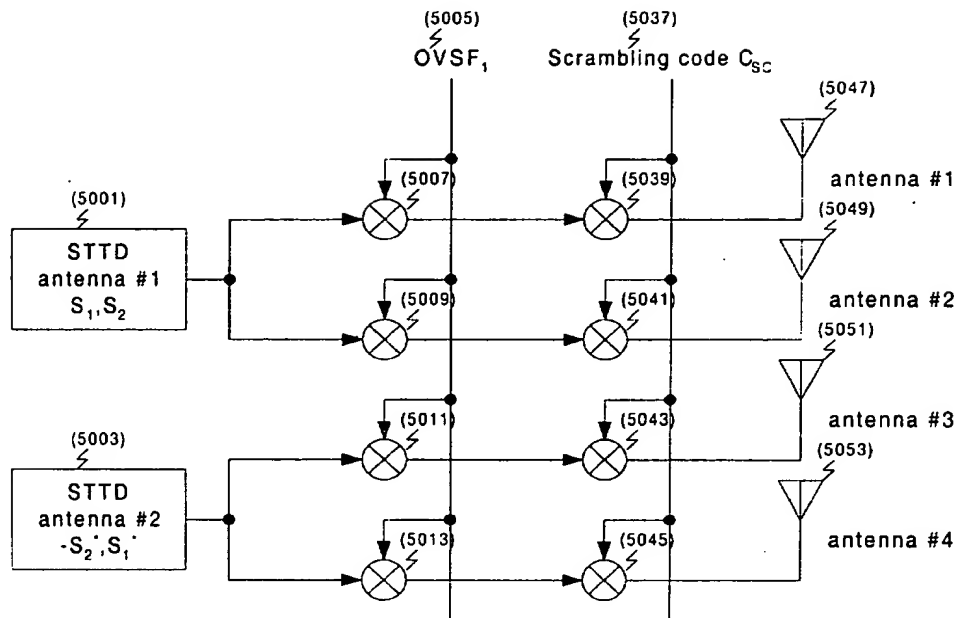 (5005)
OVSF₁
(5037)
Scrambling code C_SC
(5047)
antenna #1
(5007)
(5039)
(5001)
STTD
antenna #1
S₁,S₂
(5049)
antenna #2
(5009)
(5041)
(5051)
antenna #3
(5011)
(5043)
(5003)
STTD
antenna #2
-S₂*,S₁*
(5053)
antenna #4
(5013)
(5045)